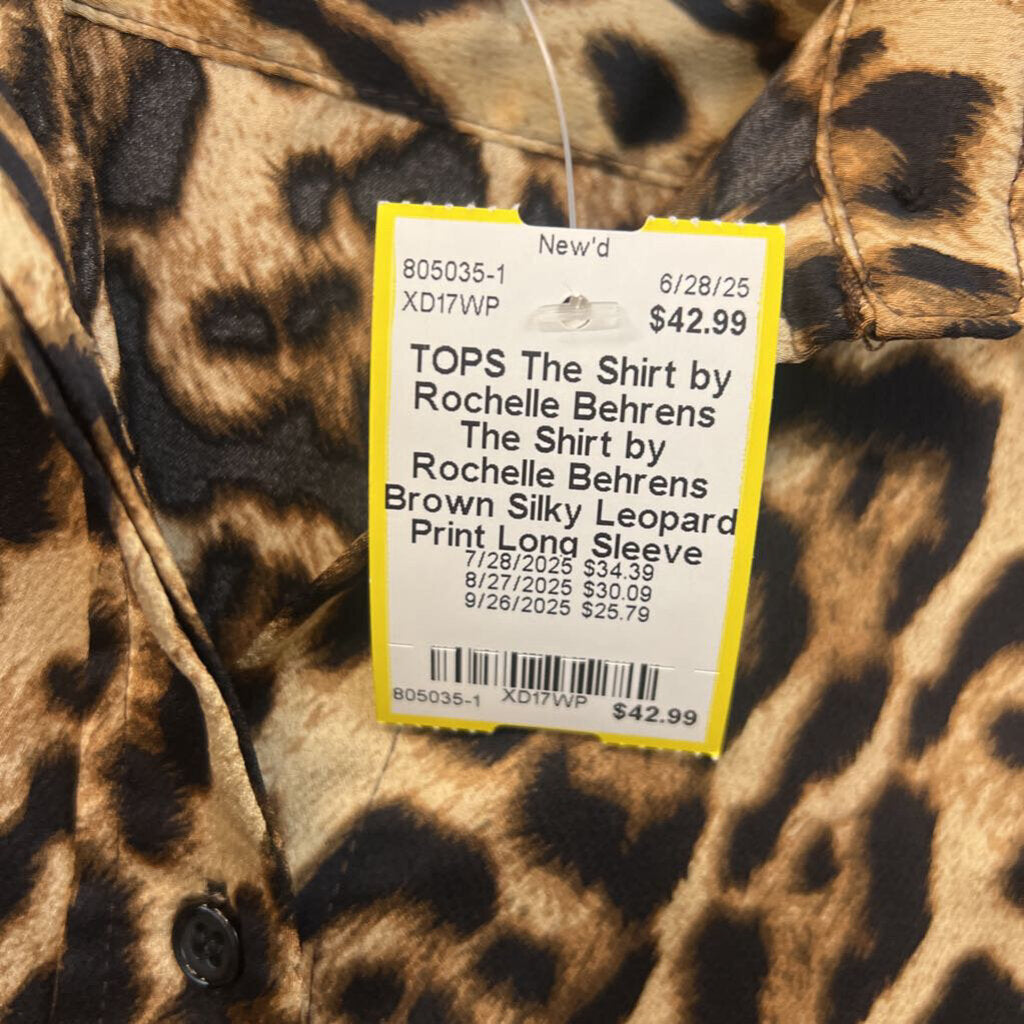 New'd
805035-1 6/28/25
XD17WP $42.99
TOPS The Shirt by
Rochelle Behrens
The Shirt by
Rochelle Behrens
Brown Silky Leopard
Print Long Sleeve
7/28/2025 $34.39
8/27/2025 $30.09
9/26/2025 $25.79
805035-1 XD17WP $42.99